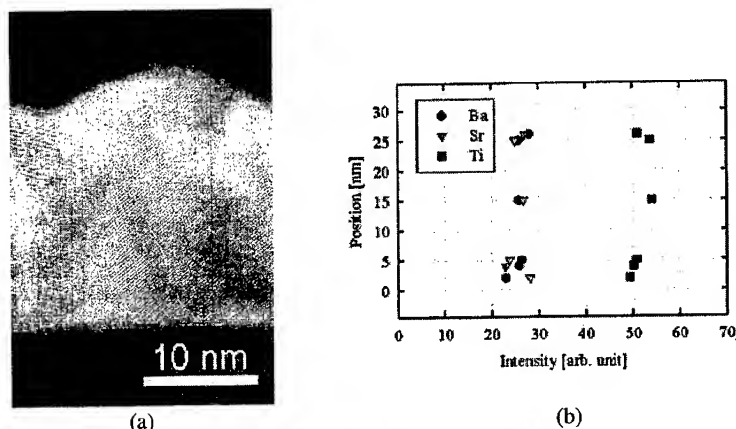 10 nm
(a)
Ba
Sr
Ti
Position [nm]
30
25
20
15
10
5
0
0 10 20 30 40 50 60 70
Intensity [arb. unit]
(b)